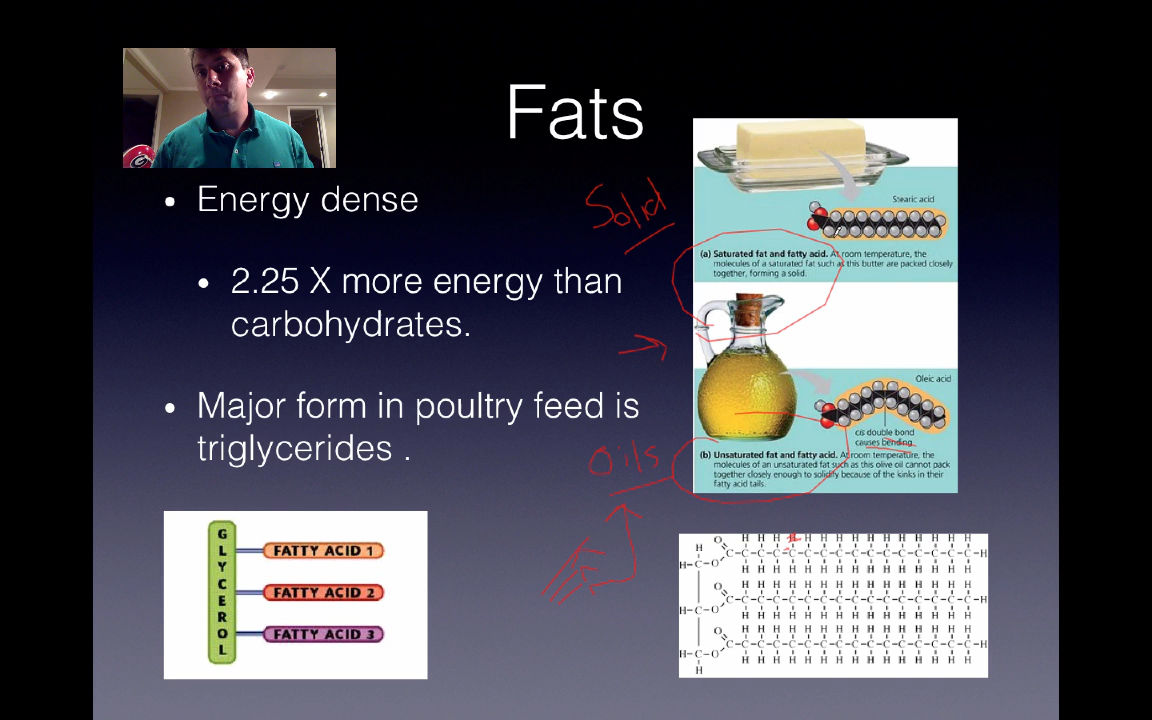 Fats
Energy dense
2.25 X more energy than
carbohydrates.
Major form in poultry feed is
triglycerides .
Solid
Stearic acid
(a) Saturated fat and fatty acid. At room temperature, the
molecules of a saturated fat such as this butter are packed closely
together, forming a solid.
Oleic acid
cis double bond
causes bending
Oils
(b) Unsaturated fat and fatty acid. At room temperature, the
molecules of an unsaturated fat such as this olive oil cannot pack
together closely enough to solidify because of the kinks in their
fatty acid tails.
GLYCEROL
FATTY ACID 1
FATTY ACID 2
FATTY ACID 3
G